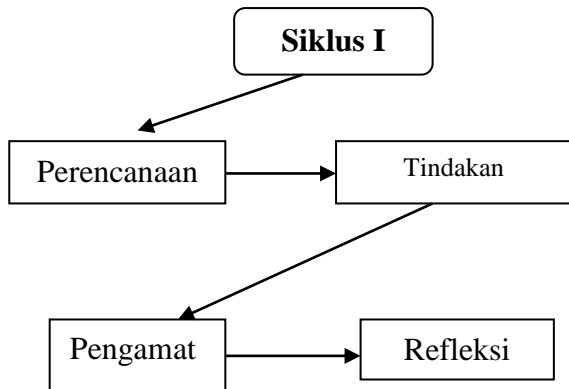 Siklus I
Perencanaan
Tindakan
Pengamat
Refleksi